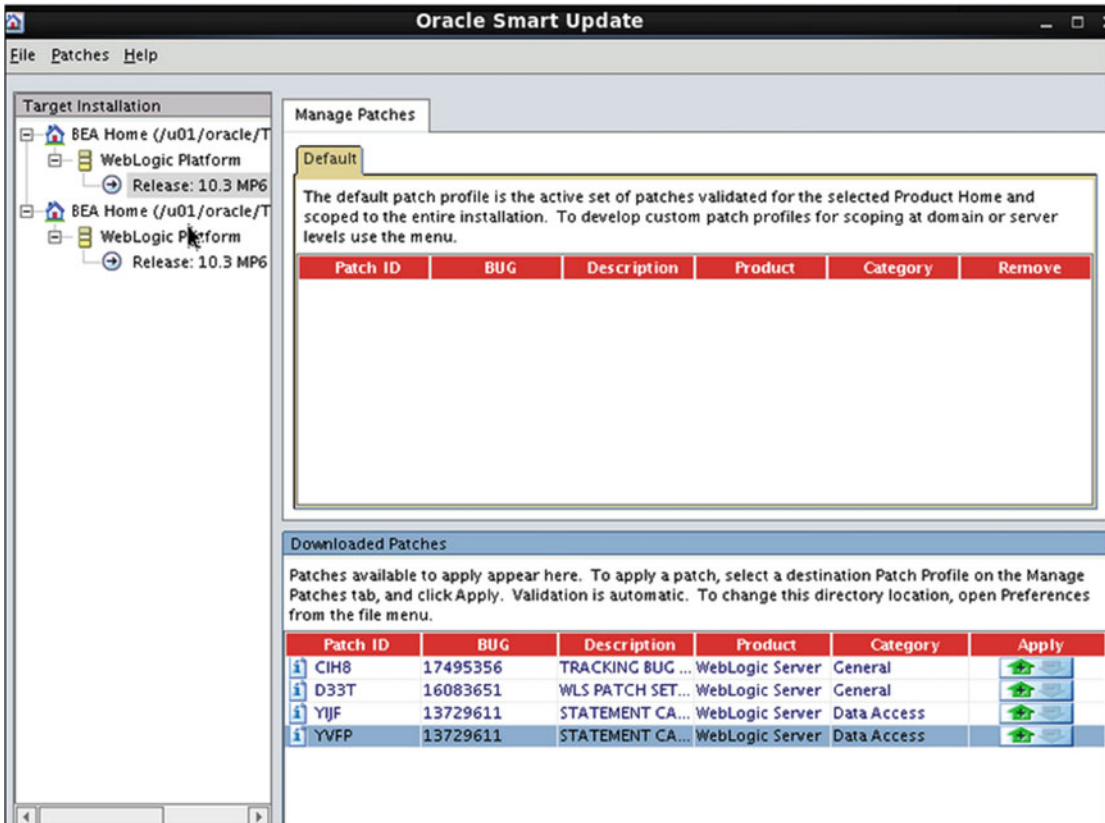 Oracle Smart Update
File Patches Help
Target Installation
BEA Home (/u01/oracle/T
WebLogic Platform
Release: 10.3 MP6
BEA Home (/u01/oracle/T
WebLogic Platform
Release: 10.3 MP6
Manage Patches
Default
The default patch profile is the active set of patches validated for the selected Product Home and
scoped to the entire installation. To develop custom patch profiles for scoping at domain or server
levels use the menu.
Patch ID BUG Description Product Category Remove
Downloaded Patches
Patches available to apply appear here. To apply a patch, select a destination Patch Profile on the Manage
Patches tab, and click Apply. Validation is automatic. To change this directory location, open Preferences
from the file menu.
Patch ID BUG Description Product Category Apply
CIH8 17495356 TRACKING BUG ... WebLogic Server General
D33T 16083651 WLS PATCH SET... WebLogic Server General
YIJF 13729611 STATEMENT CA... WebLogic Server Data Access
YVFP 13729611 STATEMENT CA... WebLogic Server Data Access